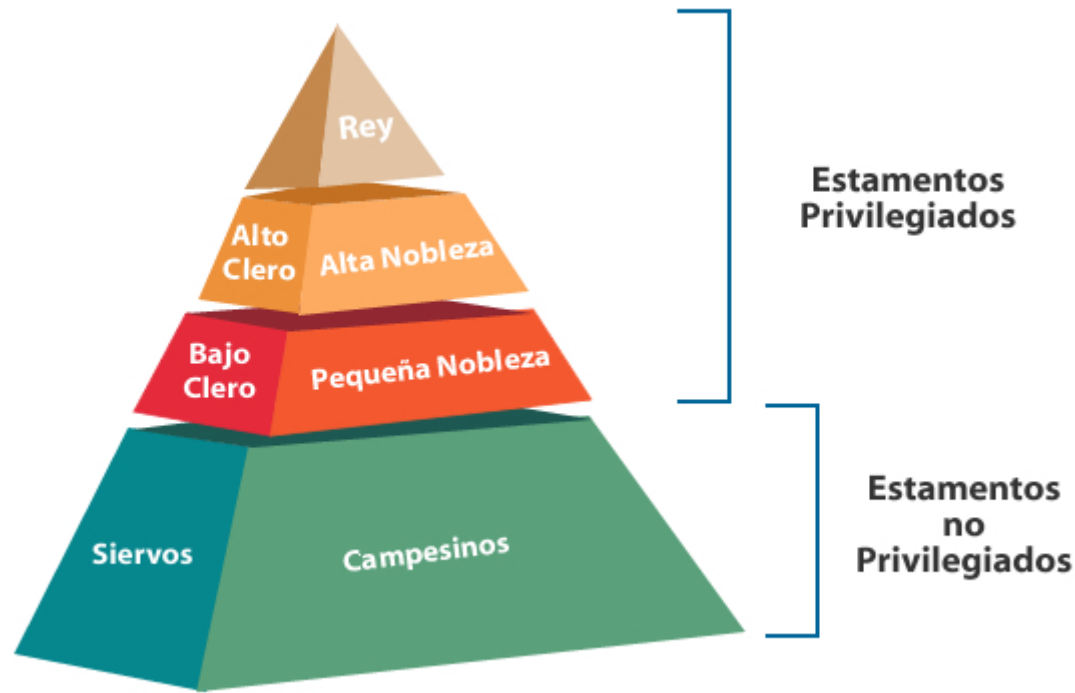 Rey
Alto
Clero
Alta Nobleza
Bajo
Clero
Pequeña Nobleza
Siervos
Campesinos
Estamentos
Privilegiados
Estamentos
no
Privilegiados